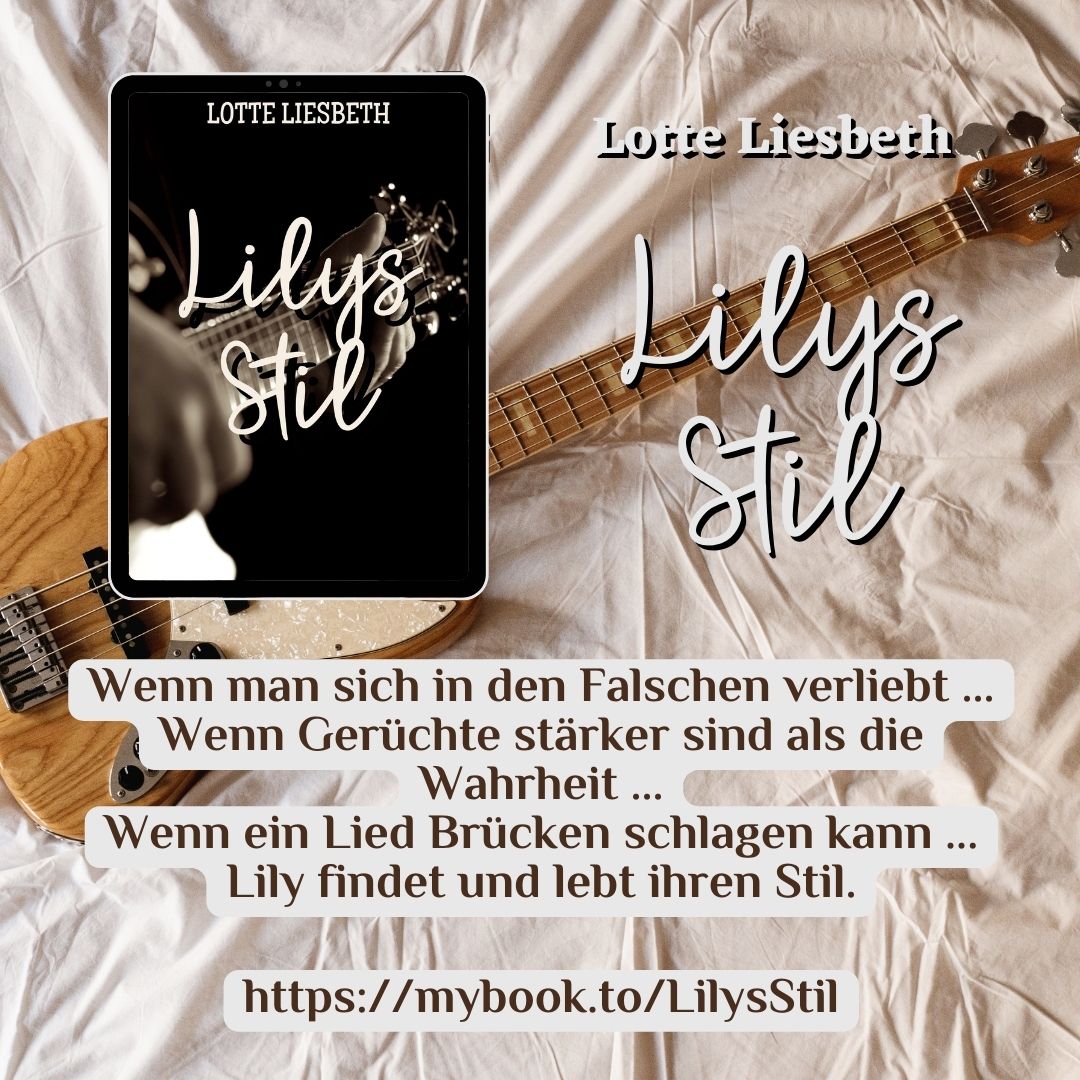 LOTTE LIESBETH
Lilys
Stil
Lotte Liesbeth
Lilys
Stil
Wenn man sich in den Falschen verliebt ...
Wenn Gerüchte stärker sind als die
Wahrheit ...
Wenn ein Lied Brücken schlagen kann ...
Lily findet und lebt ihren Stil.
https://mybook.to/LilysStil